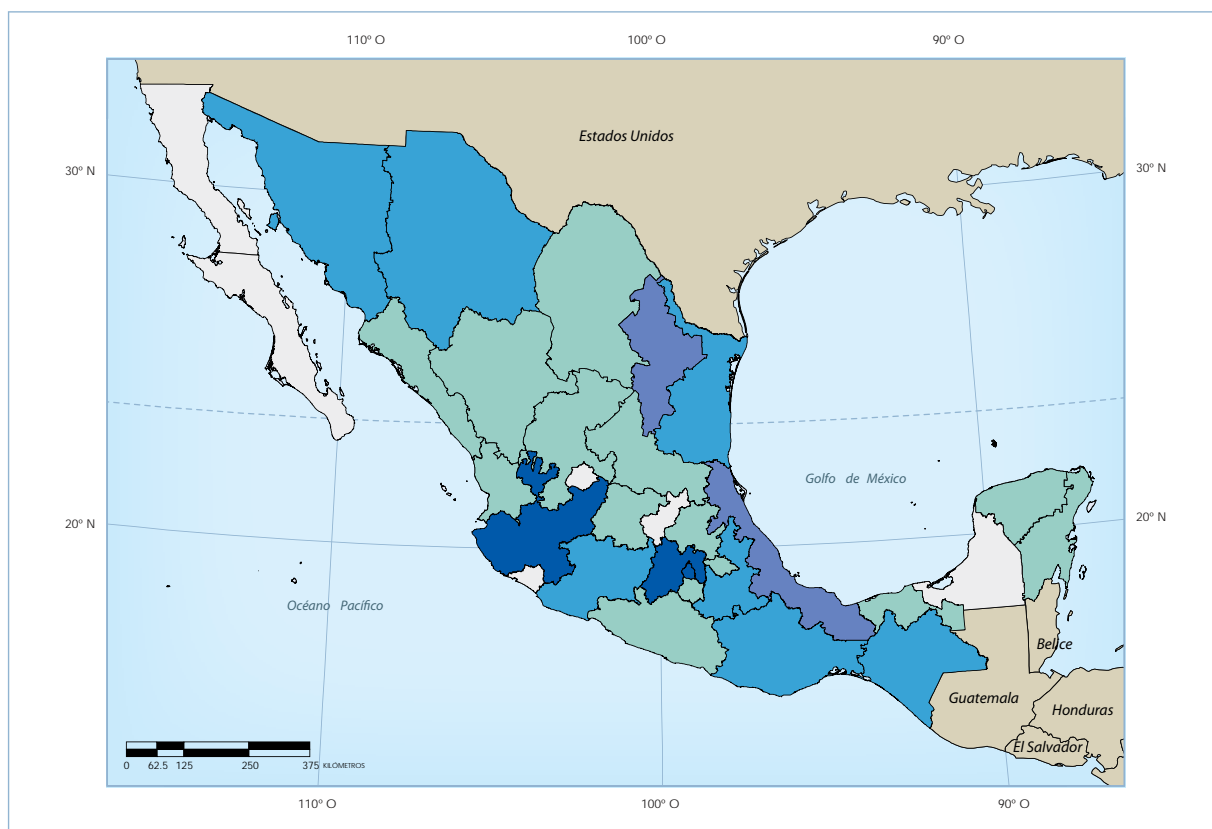 110º O
100º O
90º O
Estados Unidos
30º N
30º N
Golfo de México
20º N
20º N
Océano Pacífico
Belice
Guatemala
Honduras
El Salvador
0 62.5 125 250 375 KILÓMETROS
110º O
100º O
90º O